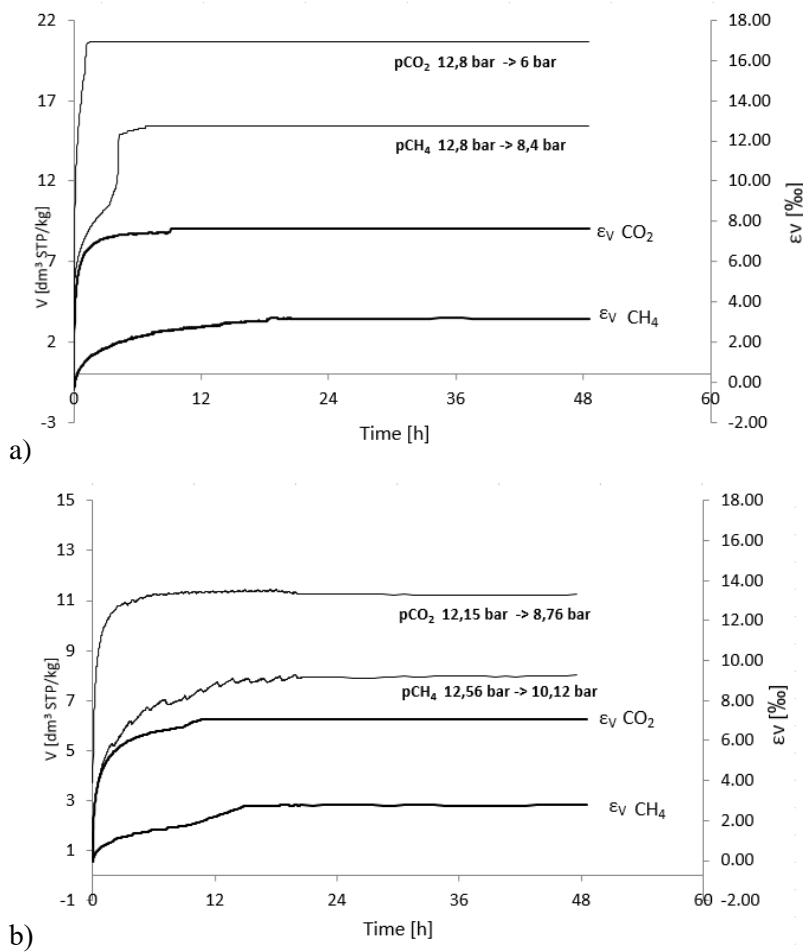 22
17
12
7
2
-3
V [dm³ STP/kg]
18.00
16.00
14.00
12.00
10.00
8.00
6.00
4.00
2.00
0.00
-2.00
εv [‰]
pCO₂ 12,8 bar -> 6 bar
pCH₄ 12,8 bar -> 8,4 bar
εV CO₂
εV CH₄
0 12 24 36 48 60
Time [h]
a)
15
13
11
9
7
5
3
1
-1
V [dm³ STP/kg]
18.00
16.00
14.00
12.00
10.00
8.00
6.00
4.00
2.00
0.00
-2.00
εv [‰]
pCO₂ 12,15 bar -> 8,76 bar
pCH₄ 12,56 bar -> 10,12 bar
εV CO₂
εV CH₄
0 12 24 36 48 60
Time [h]
b)